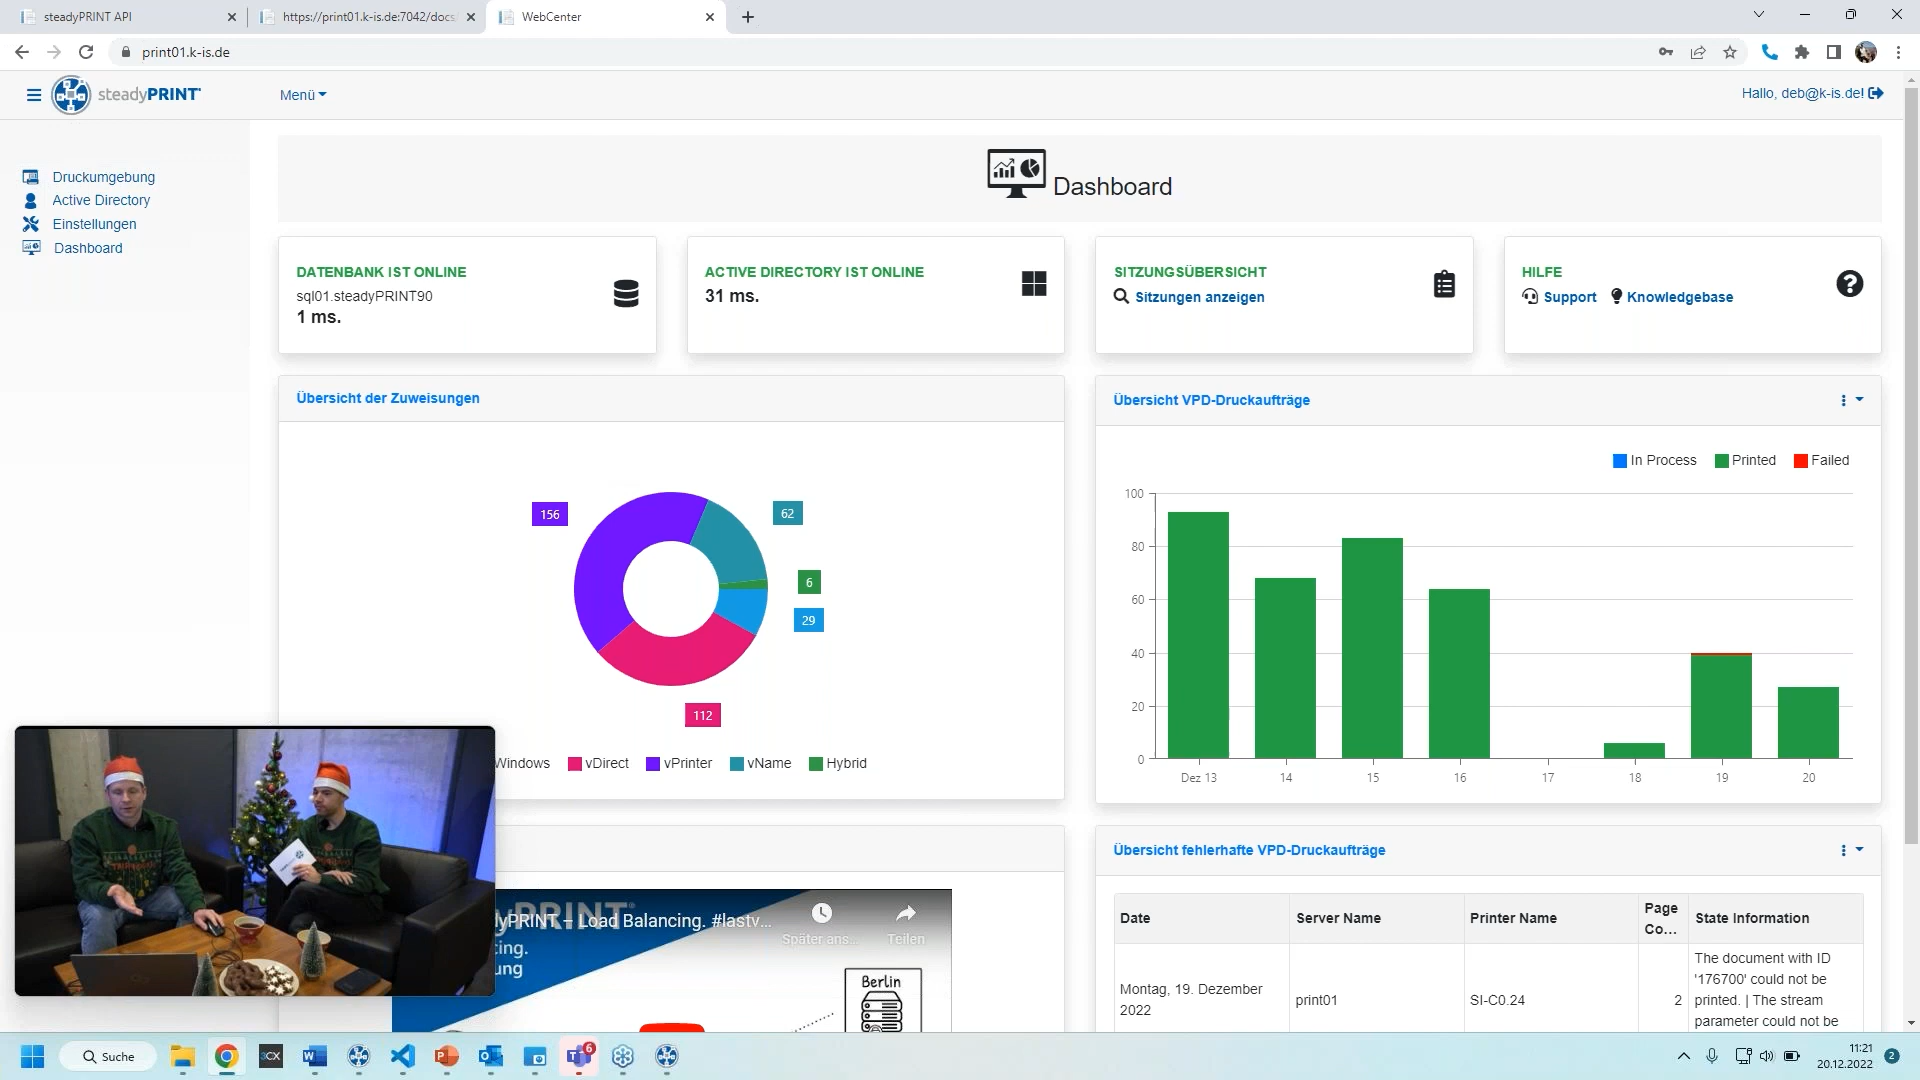 steadyPRINT API
https://print01.k-is.de:7042/docs
WebCenter
print01.k-is.de
steadyPRINT
Menü
Hallo, deb@k-is.de!
Druckumgebung
Active Directory
Einstellungen
Dashboard
Dashboard
DATENBANK IST ONLINE
sql01.steadyPRINT90
1 ms.
ACTIVE DIRECTORY IST ONLINE
31 ms.
SITZUNGSÜBERSICHT
Sitzungen anzeigen
HILFE
Support
Knowledgebase
Übersicht der Zuweisungen
156
62
6
29
112
Windows
vDirect
vPrinter
vName
Hybrid
Übersicht VPD-Druckaufträge
In Process
Printed
Failed
100
80
60
40
20
0
Dez 13
14
15
16
17
18
19
20
yPRINT – Load Balancing. #lastv...
Später ans...
Teilen
ing.
ung
Berlin
Übersicht fehlerhafte VPD-Druckaufträge
Date
Server Name
Printer Name
Page
Co...
State Information
Montag, 19. Dezember
2022
print01
SI-C0.24
2
The document with ID
'176700' could not be
printed. | The stream
parameter could not be
Suche
3CX
6
11:21
20.12.2022
2